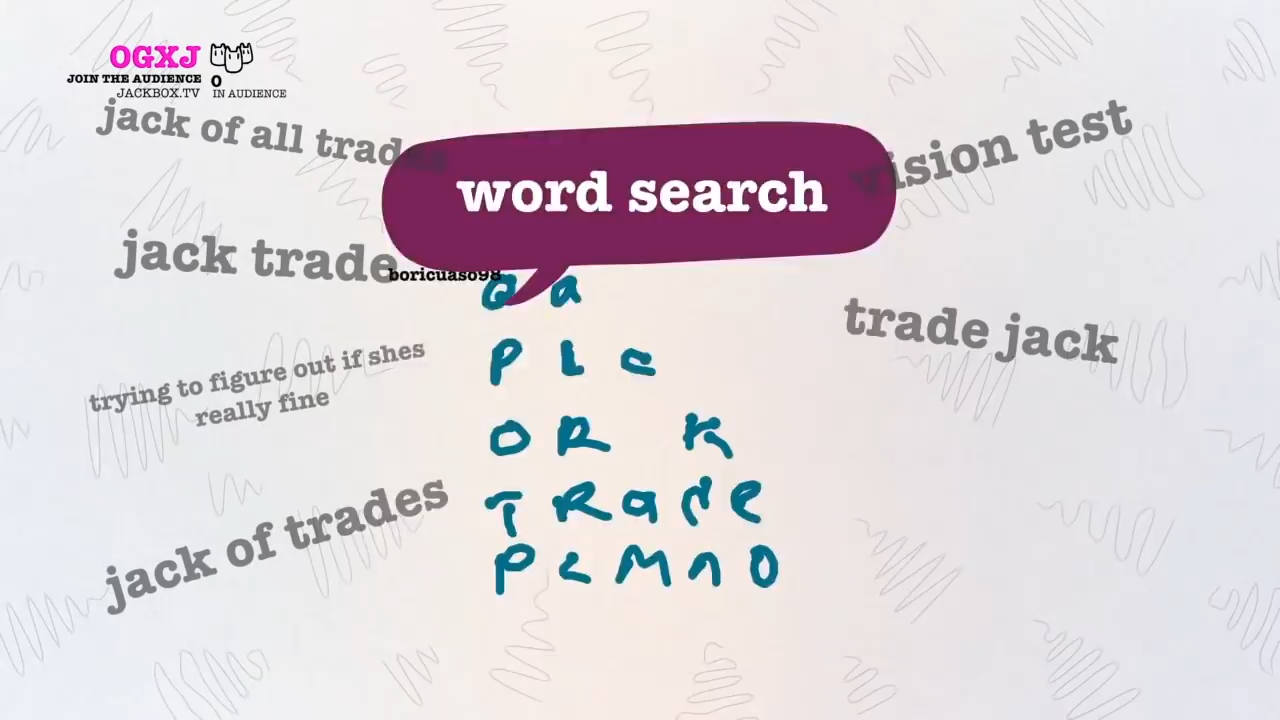 OGXJ
JOIN THE AUDIENCE
JACKBOX.TV
0
IN AUDIENCE
jack of all trades
word search
vision test
jack trade
boricuaso98
trade jack
trying to figure out if shes
really fine
jack of trades
a
P L C
O R K
T R a d e
P L M n O